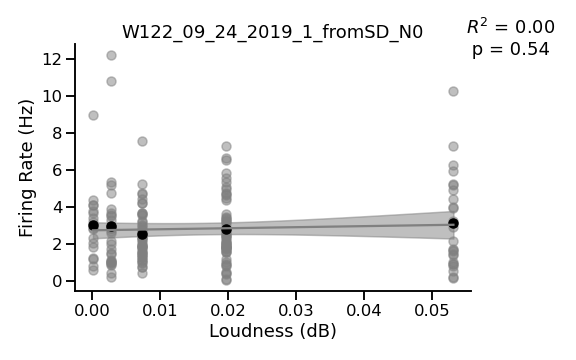 W122_09_24_2019_1_fromSD_N0
R² = 0.00
p = 0.54
Firing Rate (Hz)
12
10
8
6
4
2
0
0.00 0.01 0.02 0.03 0.04 0.05
Loudness (dB)